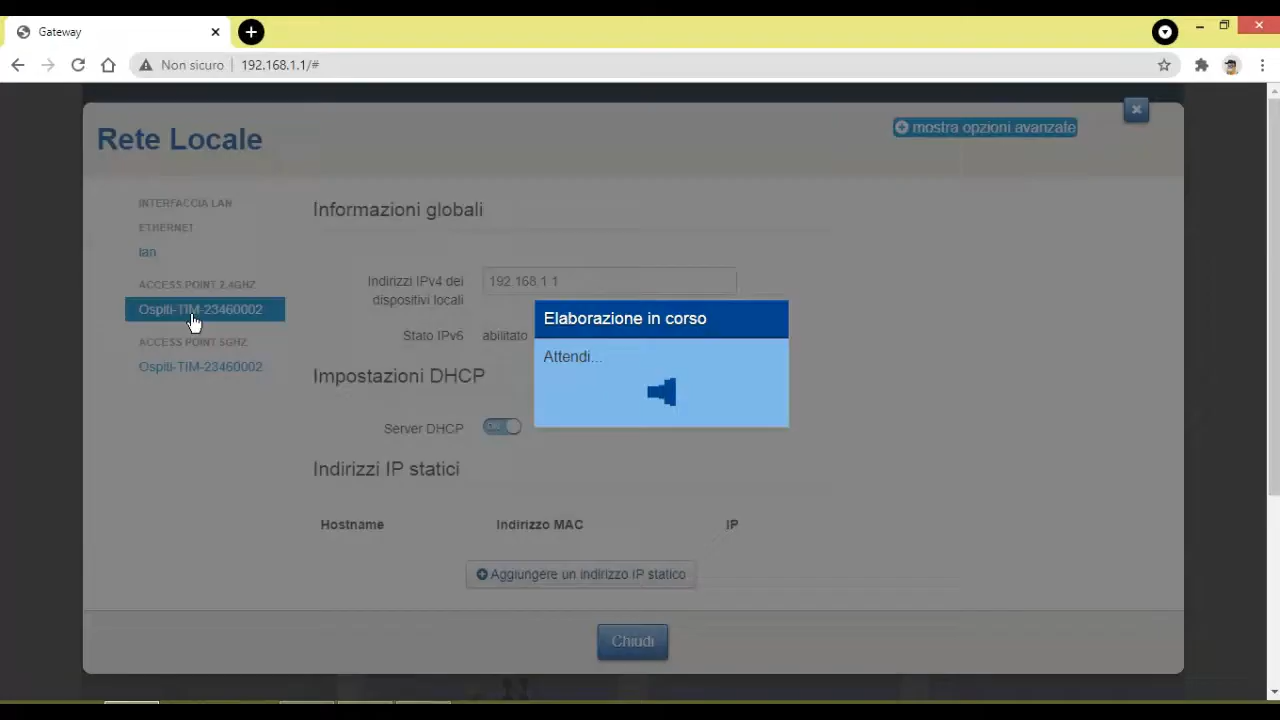 Gateway
Non sicuro
192.168.1.1/#
Rete Locale
mostra opzioni avanzate
INTERFACCIA LAN
ETHERNET
lan
ACCESS POINT 2,4GHZ
Ospiti-TIM-23460002
ACCESS POINT 5GHZ
Ospiti-TIM-23460002
Informazioni globali
Indirizzi IPv4 dei
dispositivi locali
192.168.1.1
Stato IPv6
abilitato
Elaborazione in corso
Attendi...
Impostazioni DHCP
Server DHCP
ON
Indirizzi IP statici
Hostname
Indirizzo MAC
IP
Aggiungere un indirizzo IP statico
Chiudi